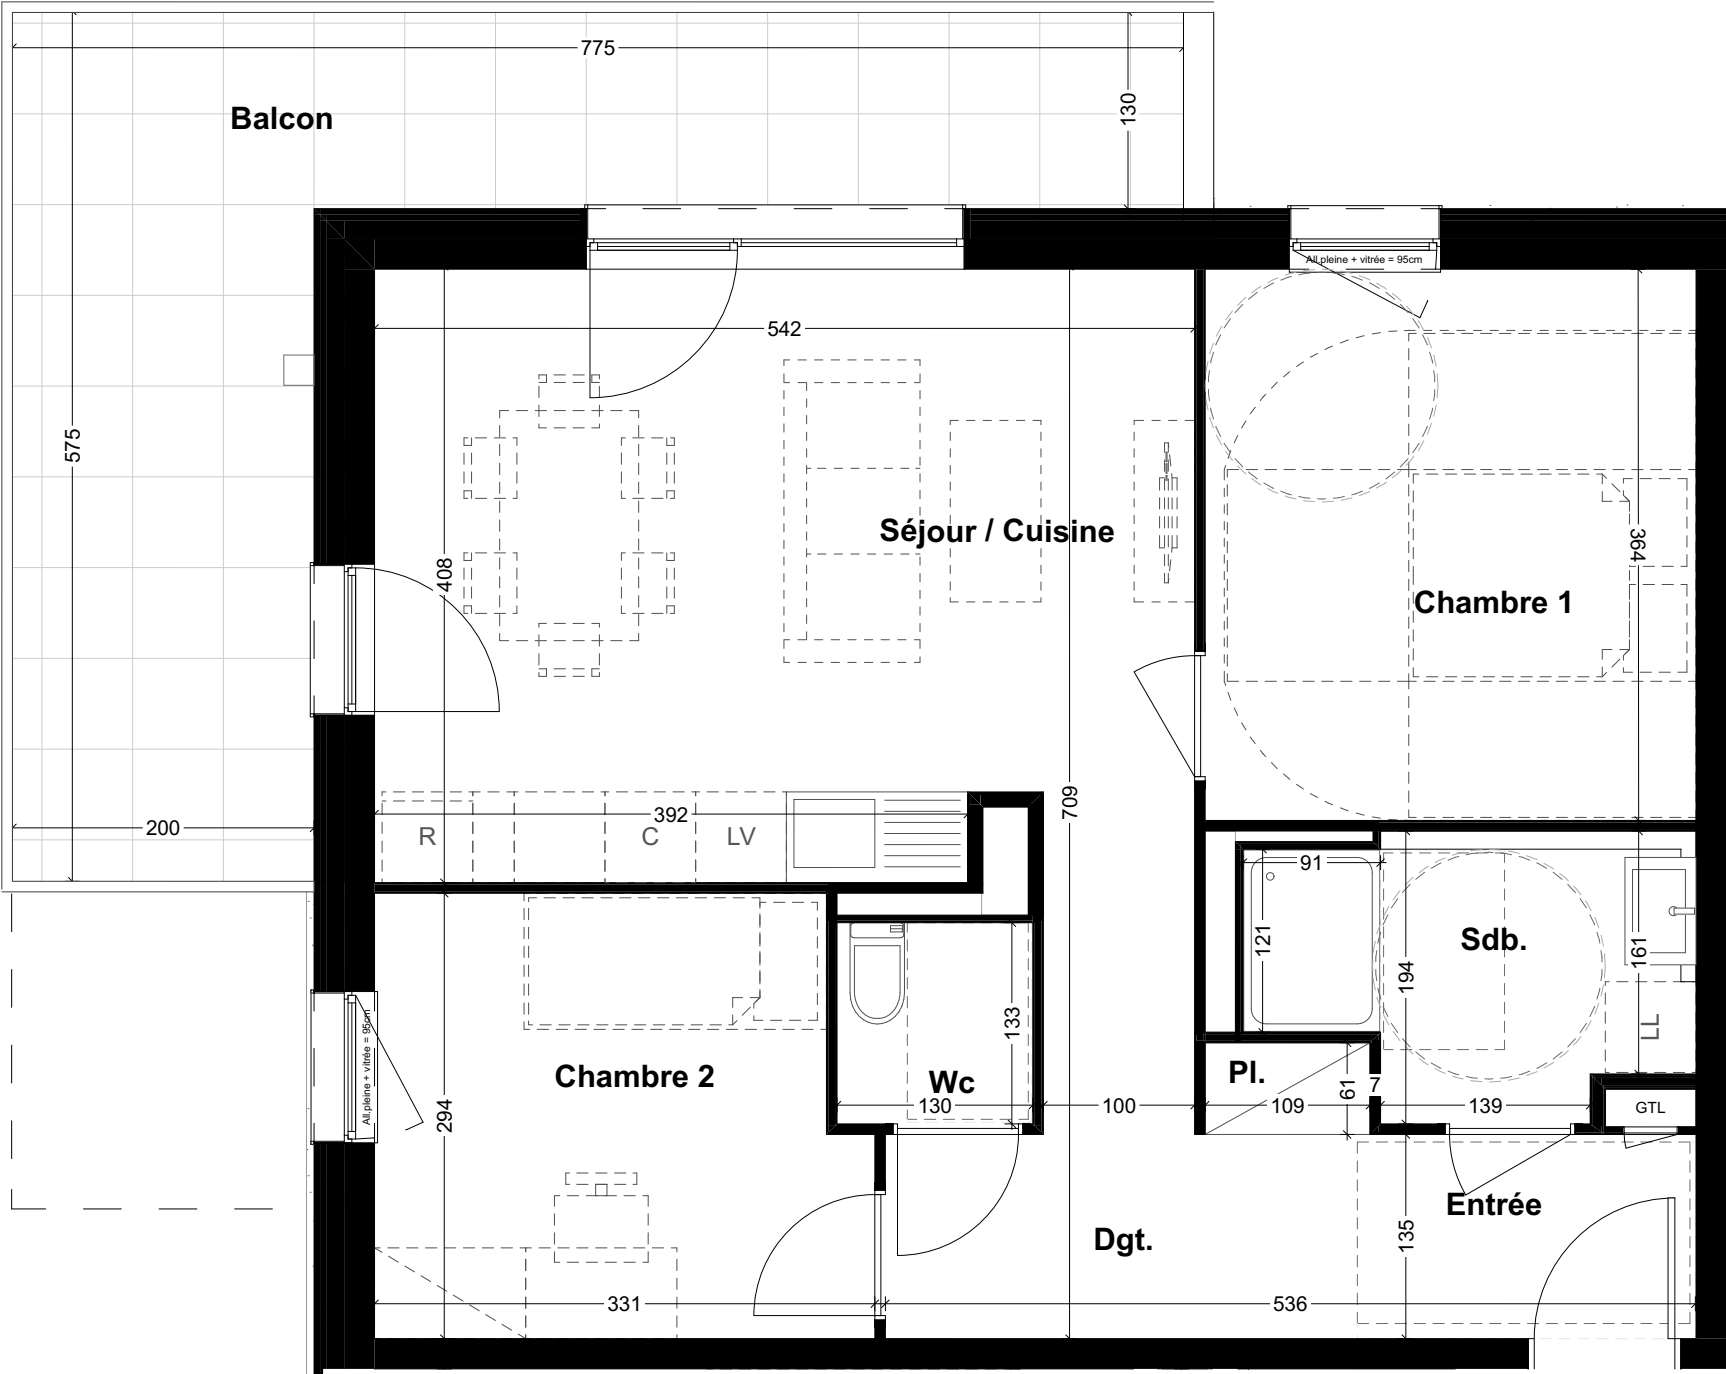 775
Balcon
130
All.pleine + vitrée = 95cm
542
575
408
Séjour / Cuisine
364
Chambre 1
709
392
200
R
C
LV
91
121
Sdb.
194
161
LL
133
Chambre 2
Wc
Pl.
61
7
All.pleine + vitrée = 95cm
294
130
100
109
139
GTL
Entrée
Dgt.
135
331
536